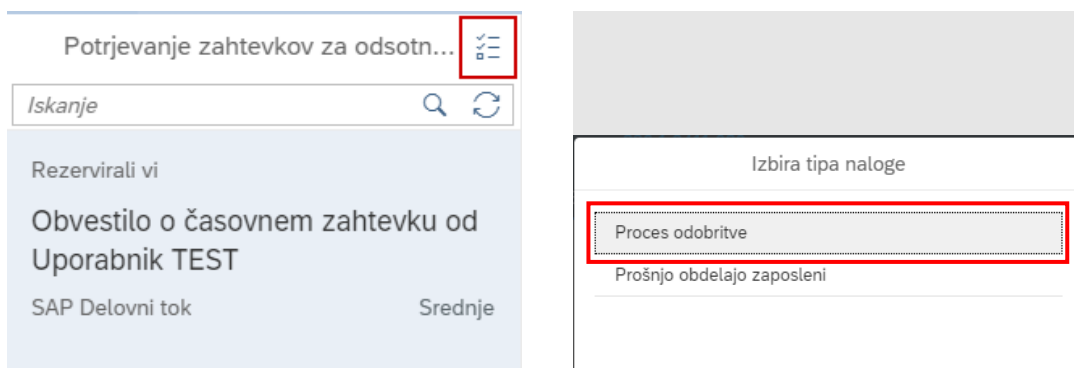 Potrjevanje zahtevkov za odsotn...
Iskanje
Rezervirali vi
Obvestilo o časovnem zahtevku od
Uporabnik TEST
SAP Delovni tok Srednje
Izbira tipa naloge
Proces odobritve
Prošnjo obdelajo zaposleni